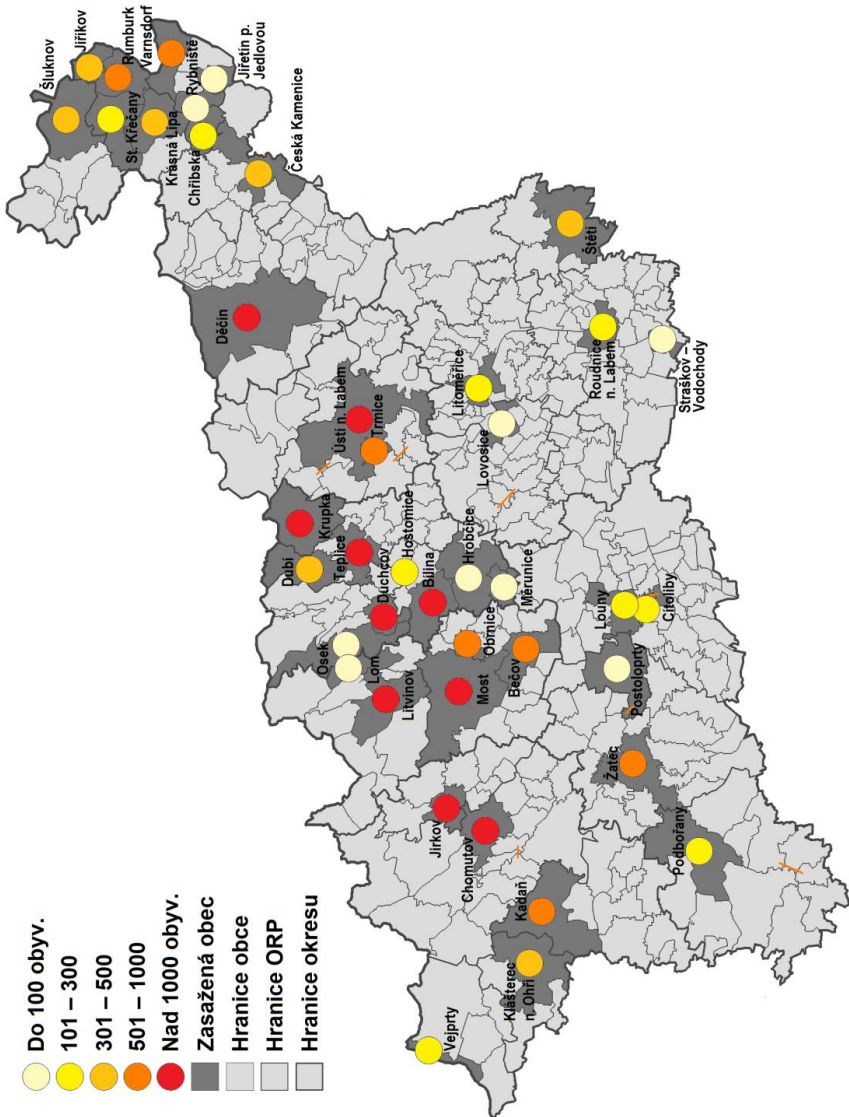 Do 100 obyv.
101 – 300
301 – 500
501 – 1000
Nad 1000 obyv.
Zasažená obec
Hranice obce
Hranice ORP
Hranice okresu
Šluknov
Jiříkov
Rumburk
Varnsdorf
St. Křečany
Krásná Lípa
Rybniště
Chřibská
Jiřetín p.
Jedlovou
Česká Kamenice
Děčín
Ústí n. Labem
Trmice
Krupka
Dubí
Teplice
Duchcov
Hostomice
Bílina
Hrobčice
Měrunice
Osek
Lom
Litvínov
Most
Obrnice
Bečov
Litoměřice
Lovosice
Štětí
Roudnice
n. Labem
Straškov –
Vodochody
Louny
Cítoliby
Postoloprty
Žatec
Podbořany
Jirkov
Chomutov
Kadaň
Klášterec
n. Ohří
Vejprty